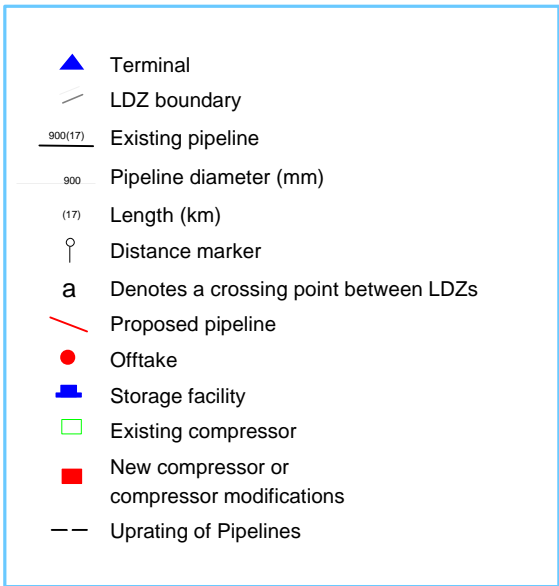 Terminal
LDZ boundary
900(17) Existing pipeline
900 Pipeline diameter (mm)
(17) Length (km)
Distance marker
a Denotes a crossing point between LDZs
Proposed pipeline
Offtake
Storage facility
Existing compressor
New compressor or
compressor modifications
Uprating of Pipelines